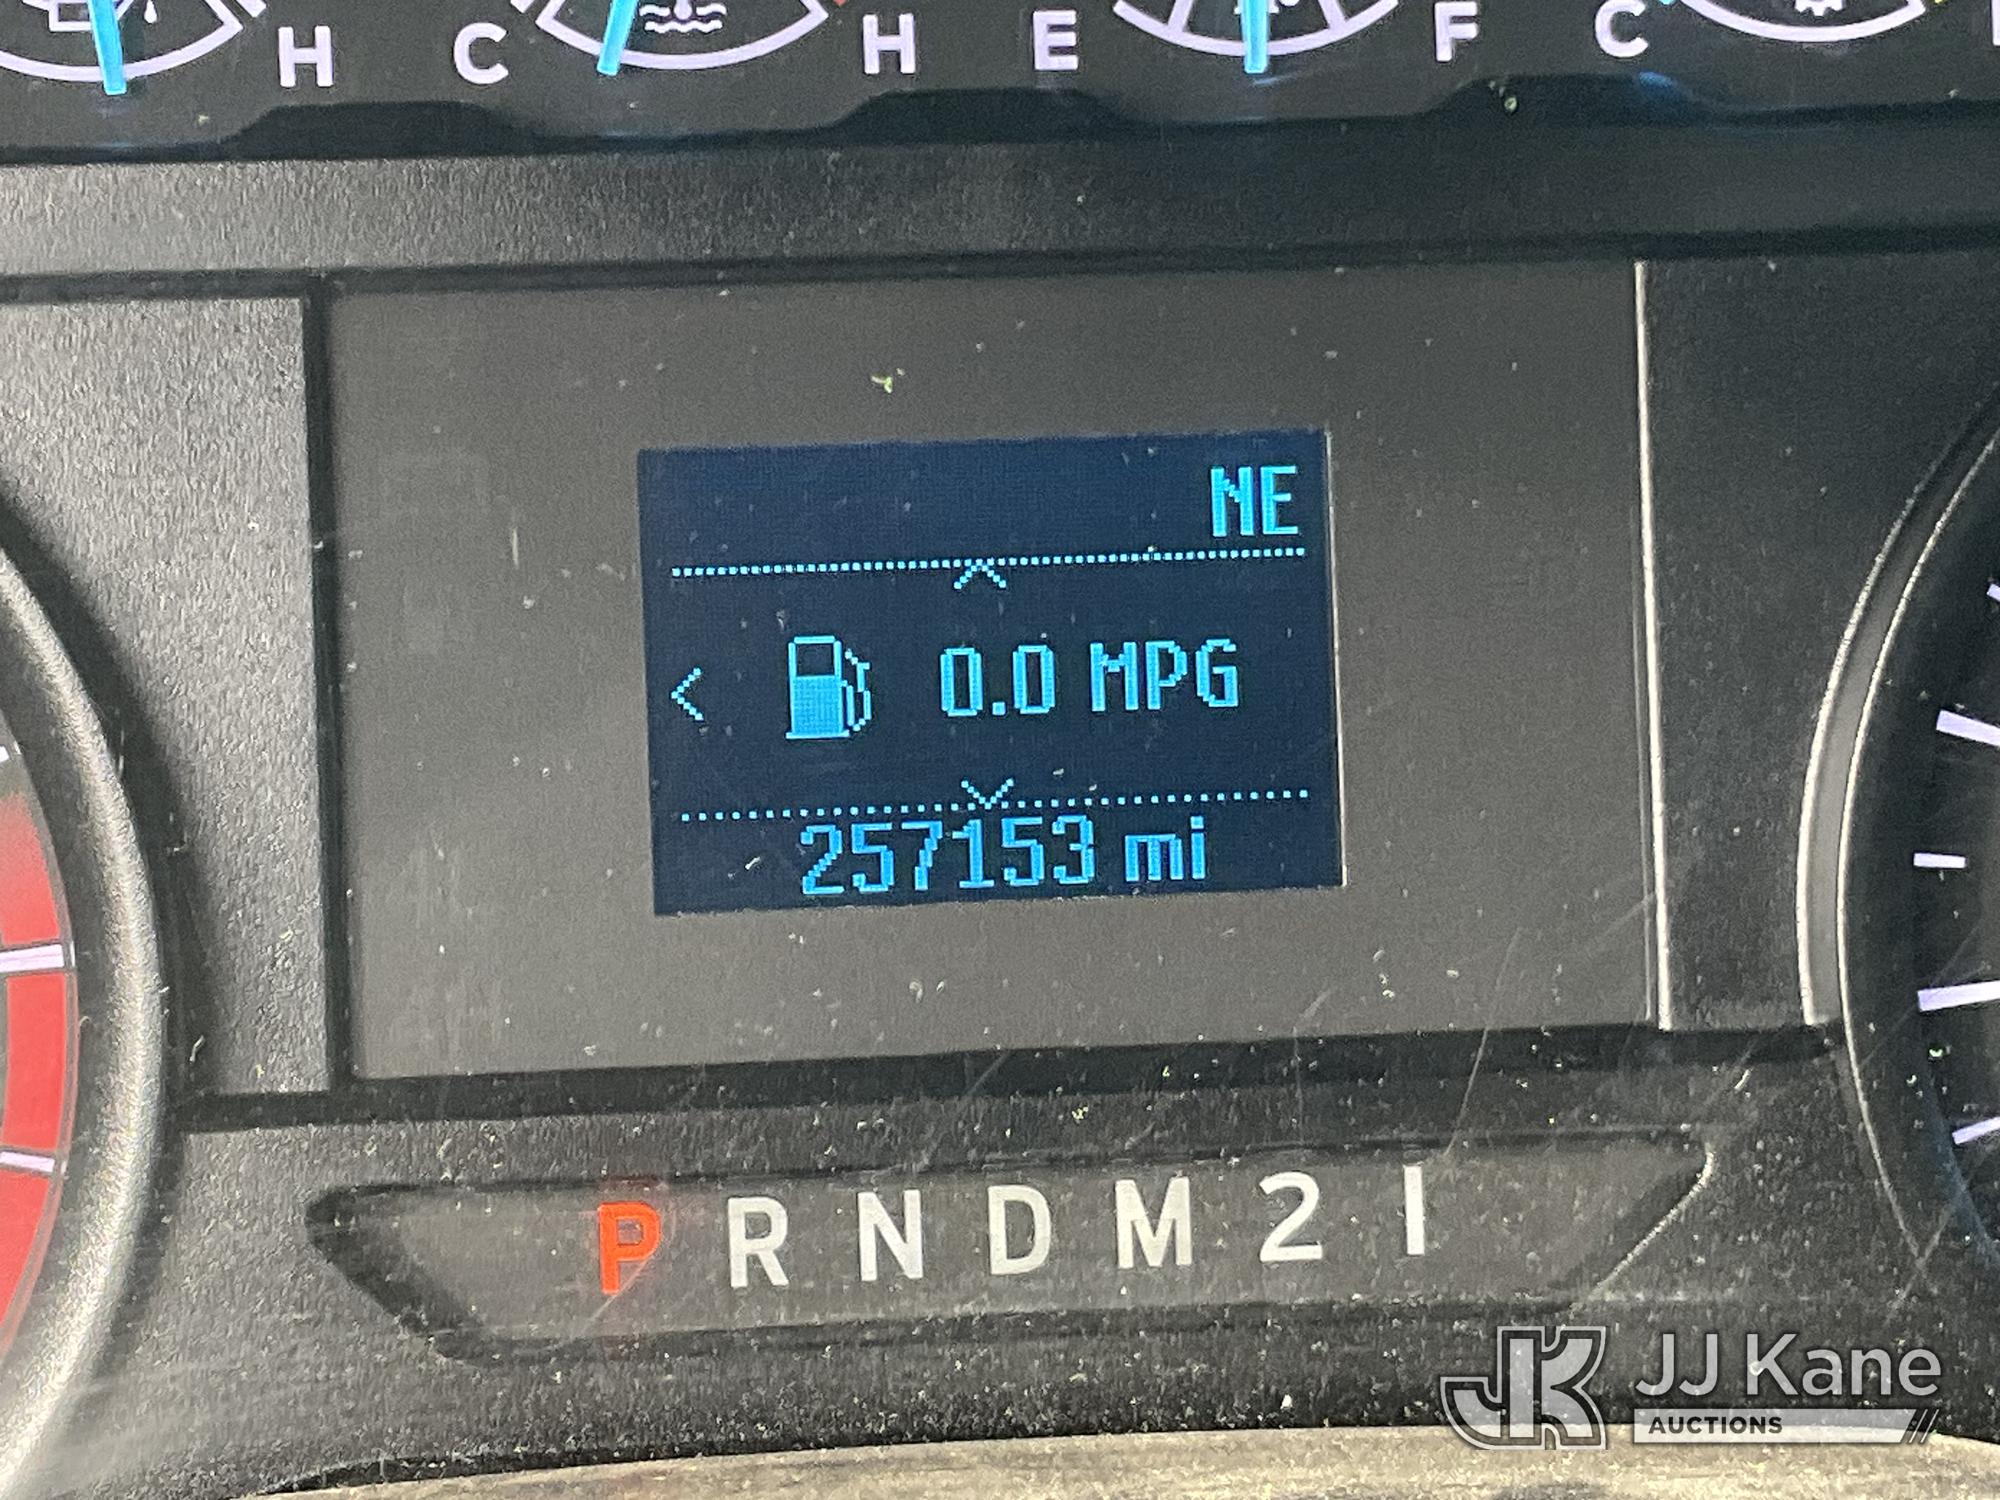 H C H E F C
NE
0.0 MPG
257153 mi
P R N D M 2 1
JJ Kane
AUCTIONS